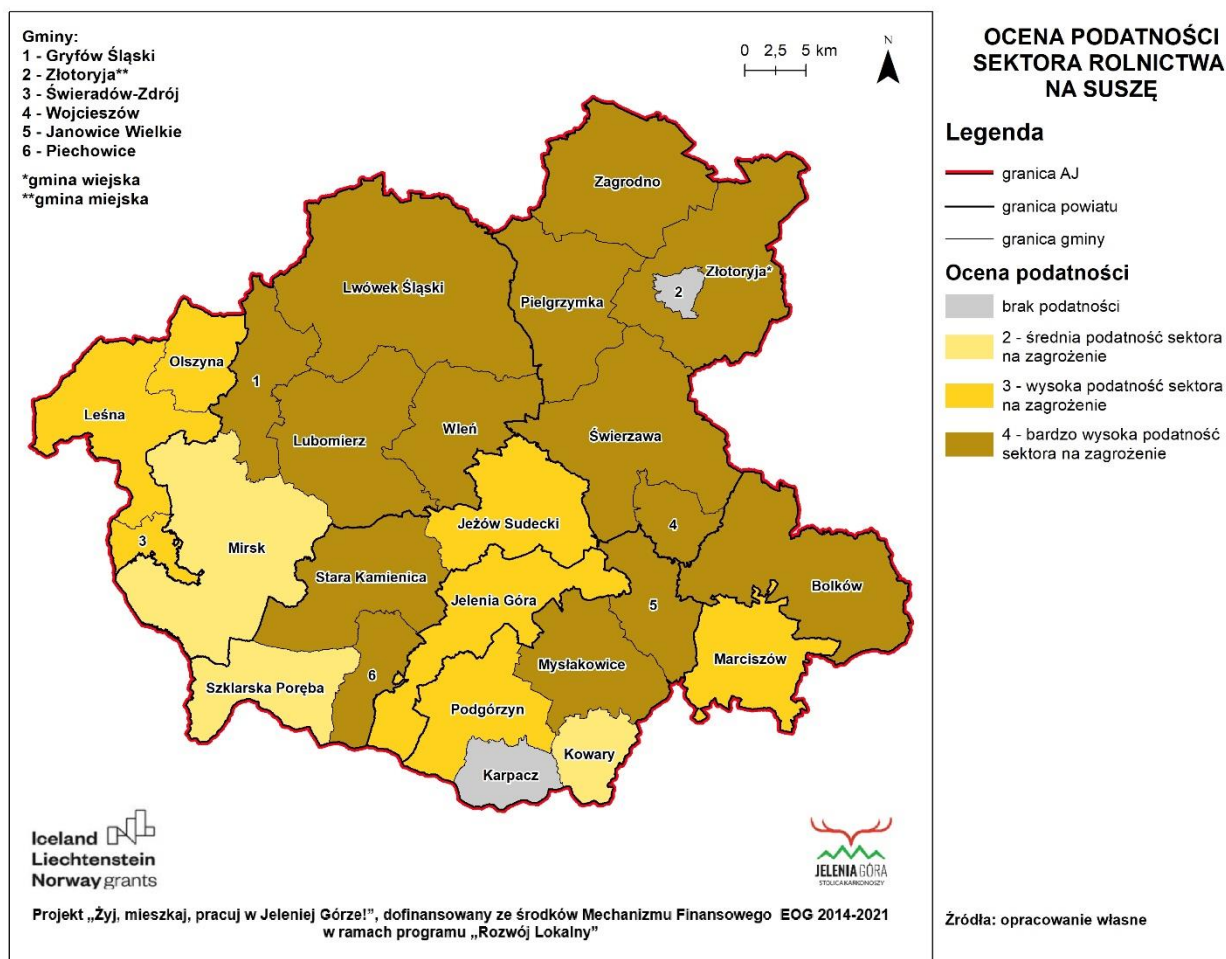 Gminy:
1 - Gryfów Śląski
2 - Złotoryja**
3 - Świeradów-Zdrój
4 - Wojcieszów
5 - Janowice Wielkie
6 - Piechowice
*gmina wiejska
**gmina miejska
0 2,5 5 km
N
OCENA PODATNOŚCI
SEKTORA ROLNICTWA
NA SUSZĘ
Legenda
granica AJ
granica powiatu
granica gminy
Ocena podatności
brak podatności
2 - średnia podatność sektora
na zagrożenie
3 - wysoka podatność sektora
na zagrożenie
4 - bardzo wysoka podatność
sektora na zagrożenie
Zagrodno
Złotoryja*
2
Lwówek Śląski
Pielgrzymka
Olszyna
1
Leśna
Lubomierz
Wleń
Świerzawa
Jeżów Sudecki
4
3
Mirsk
Stara Kamienica
Bolków
Jelenia Góra
5
Mysłakowice
Marciszów
6
Szklarska Poręba
Podgórzyn
Kowary
Karpacz
Iceland
Liechtenstein
Norway grants
JELENIA GÓRA
STOLICA KARKONOSZY
Projekt „Żyj, mieszkaj, pracuj w Jeleniej Górze!”, dofinansowany ze środków Mechanizmu Finansowego EOG 2014-2021
w ramach programu „Rozwój Lokalny”
Źródła: opracowanie własne